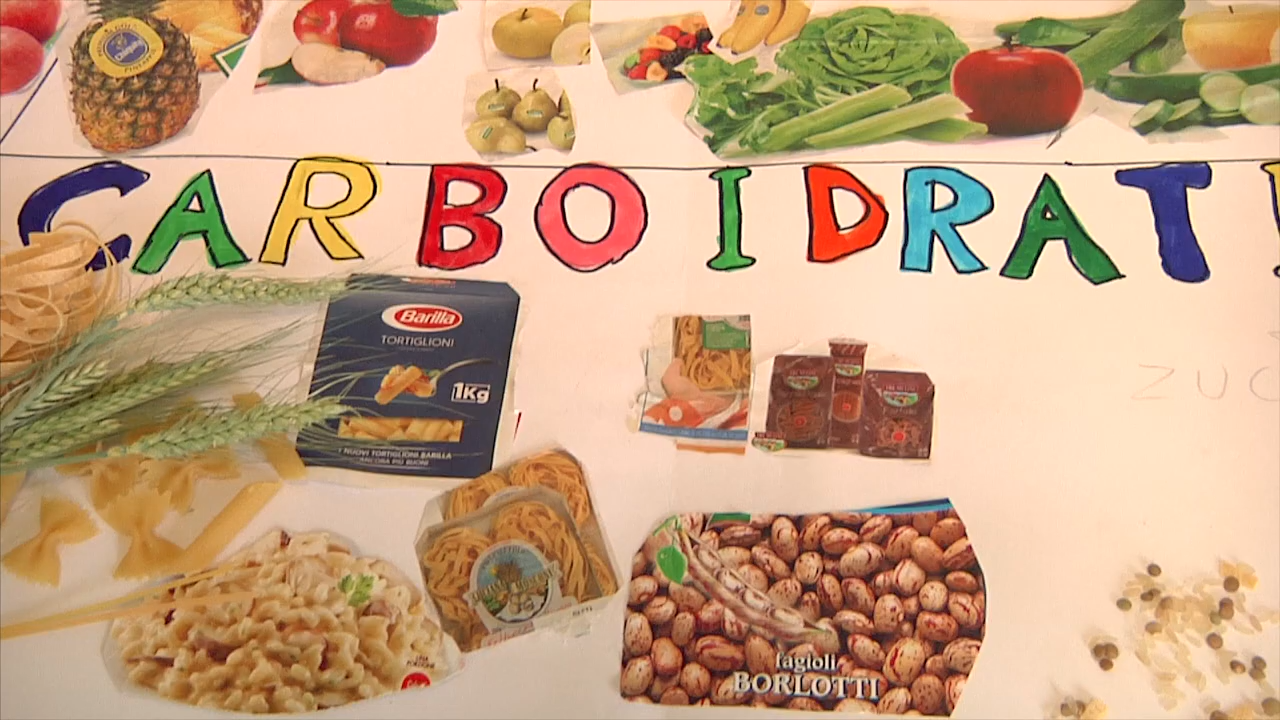 CARBOIDRATI
Barilla
TORTIGLIONI
1Kg
I NUOVI TORTIGLIONI BARILLA
ANCORA PIÙ BUONI
ZUC
fagioli
BORLOTTI